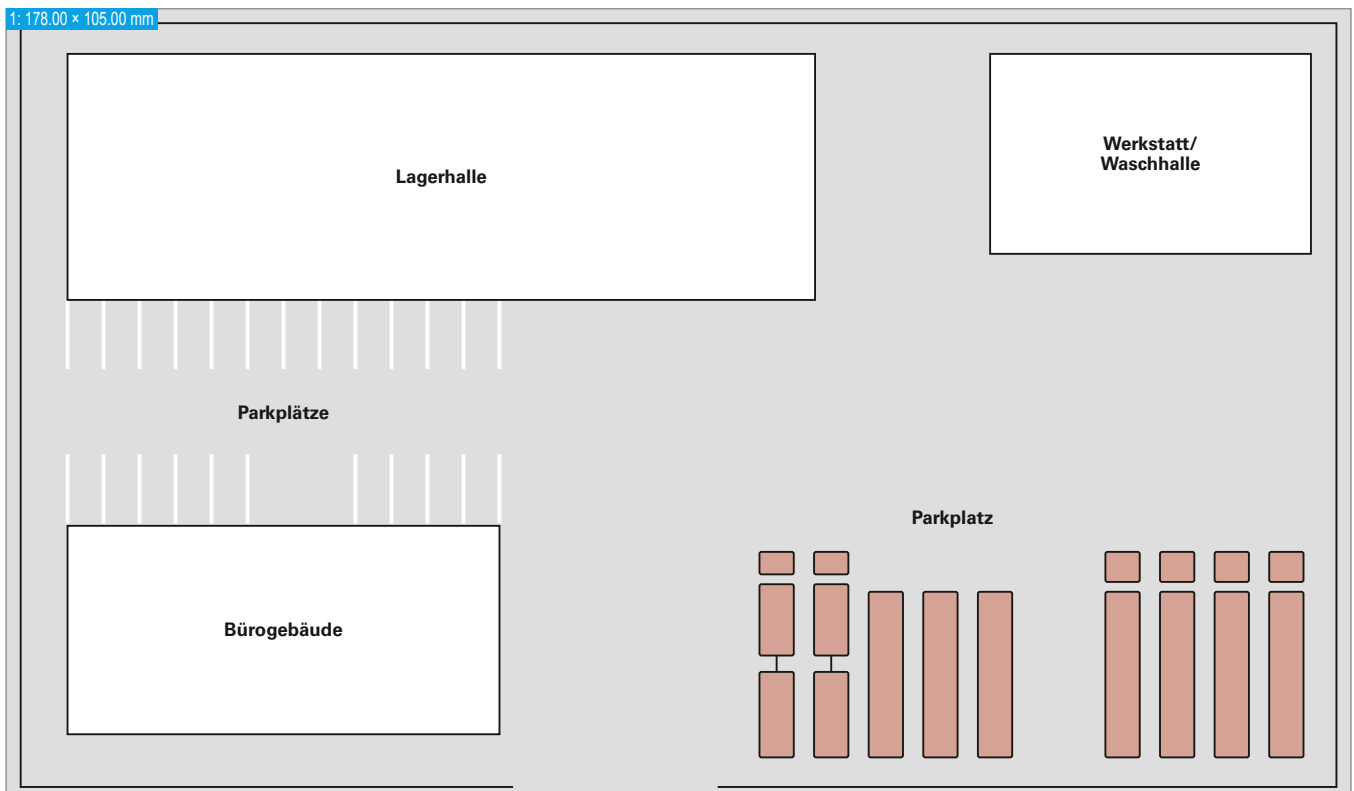 1: 178.00 × 105.00 mm
Lagerhalle
Werkstatt/
Waschhalle
Parkplätze
Parkplatz
Bürogebäude